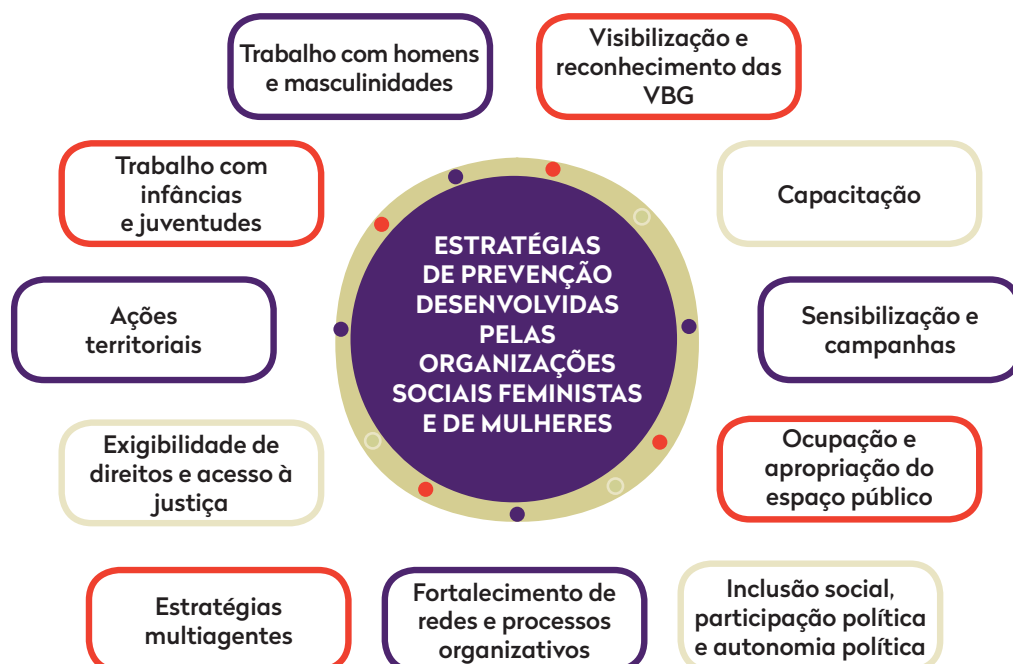 Trabalho com homens
e masculinidades
Visibilização e
reconhecimento das
VBG
Trabalho com
infâncias
e juventudes
Capacitação
ESTRATÉGIAS
DE PREVENÇÃO
DESENVOLVIDAS
PELAS
ORGANIZAÇÕES
SOCIAIS FEMINISTAS
E DE MULHERES
Ações
territoriais
Sensibilização e
campanhas
Exigibilidade de
direitos e acesso à
justiça
Ocupação e
apropriação do
espaço público
Estratégias
multiagentes
Fortalecimento de
redes e processos
organizativos
Inclusão social,
participação política
e autonomia política